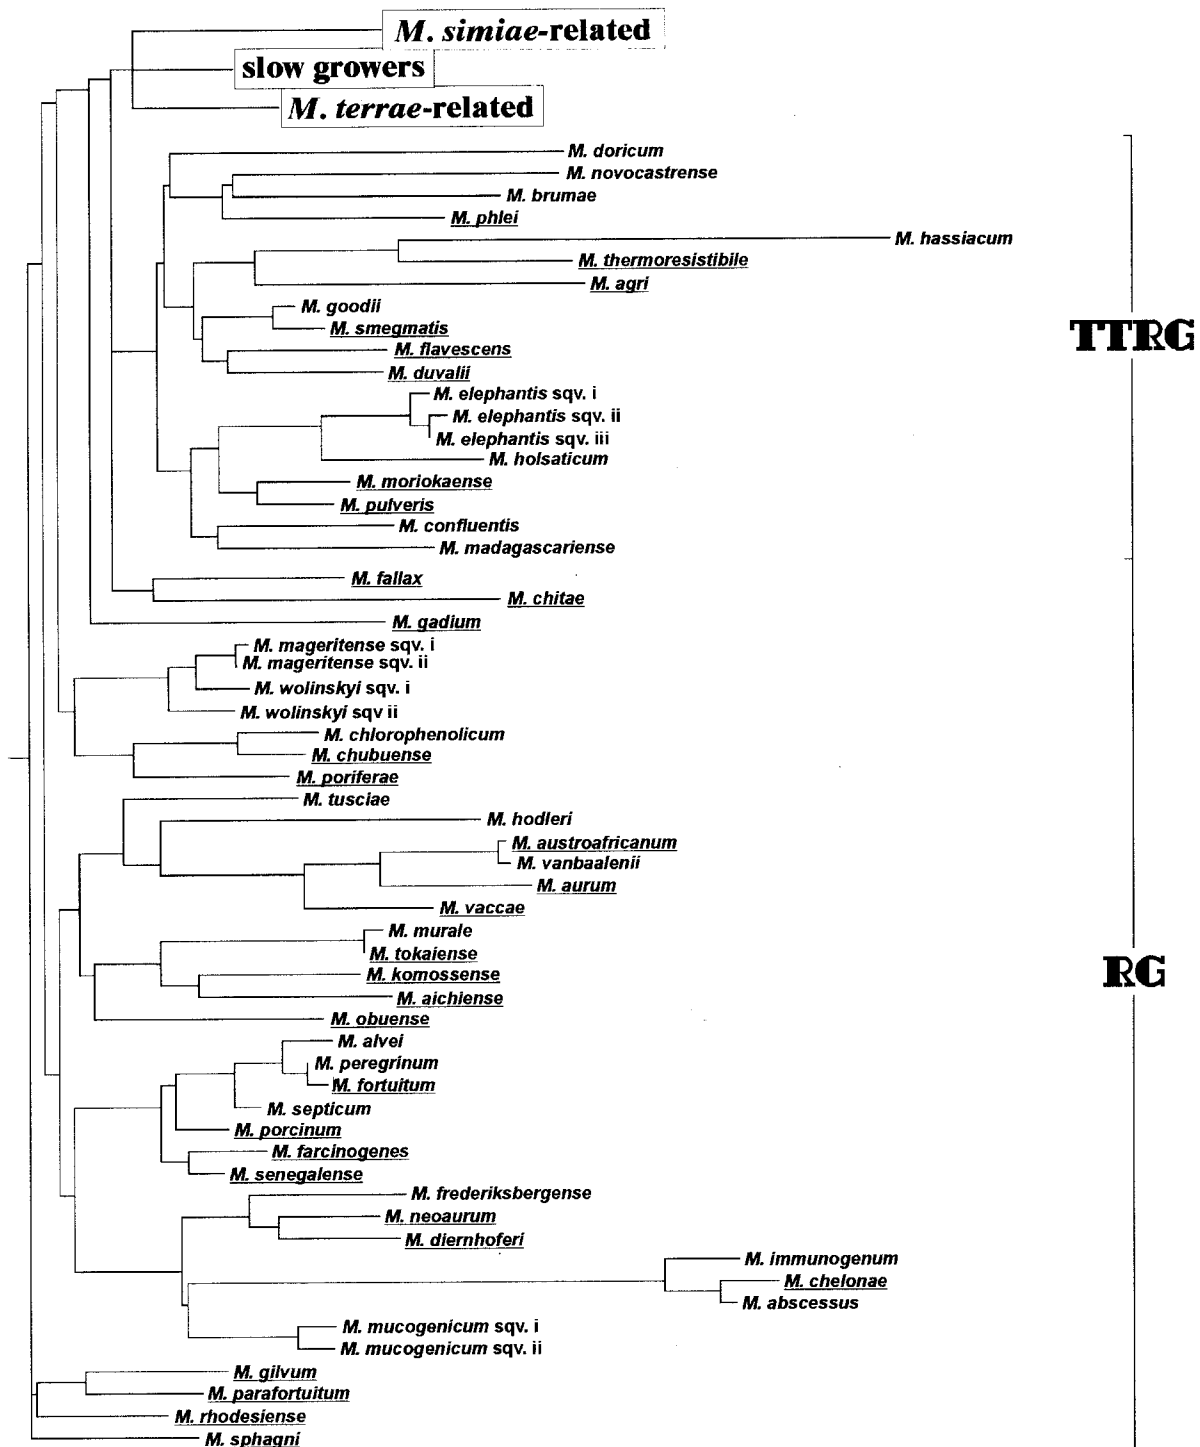 M. simiae-related
slow growers
M. terrae-related
M. doricum
M. novocastrense
M. brumae
M. phlei
M. hassiacum
M. thermoresistibile
M. agri
M. goodii
M. smegmatis
TTRG
M. flavescens
M. duvalii
M. elephantis sqv. i
M. elephantis sqv. ii
M. elephantis sqv. iii
M. holsaticum
M. moriokaense
M. pulveris
M. confluentis
M. madagascariense
M. fallax
M. chitae
M. gadium
M. mageritense sqv. i
M. mageritense sqv. ii
M. wolinskyi sqv. i
M. wolinskyi sqv ii
M. chlorophenolicum
M. chubuense
M. poriferae
M. tusciae
M. hodleri
M. austroafricanum
M. vanbaalenii
M. aurum
M. vaccae
M. murale
M. tokaiense
RG
M. komossense
M. aichiense
M. obuense
M. alvei
M. peregrinum
M. fortuitum
M. septicum
M. porcinum
M. farcinogenes
M. senegalense
M. frederiksbergense
M. neoaurum
M. diernhoferi
M. immunogenum
M. chelonae
M. abscessus
M. mucogenicum sqv. i
M. mucogenicum sqv. ii
M. gilvum
M. parafortuitum
M. rhodesiense
M. sphagni